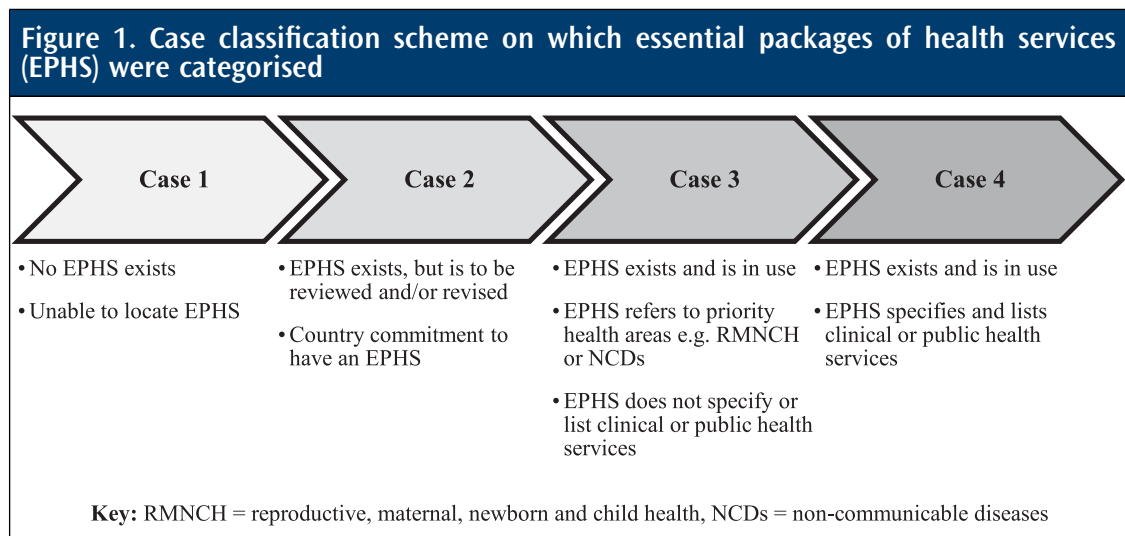 Figure 1. Case classification scheme on which essential packages of health services
(EPHS) were categorised
Case 1
Case 2
Case 3
Case 4
• No EPHS exists
• Unable to locate EPHS
• EPHS exists, but is to be
reviewed and/or revised
• Country commitment to
have an EPHS
• EPHS exists and is in use
• EPHS refers to priority
health areas e.g. RMNCH
or NCDs
• EPHS does not specify or
list clinical or public health
services
• EPHS exists and is in use
• EPHS specifies and lists
clinical or public health
services
Key: RMNCH = reproductive, maternal, newborn and child health, NCDs = non-communicable diseases